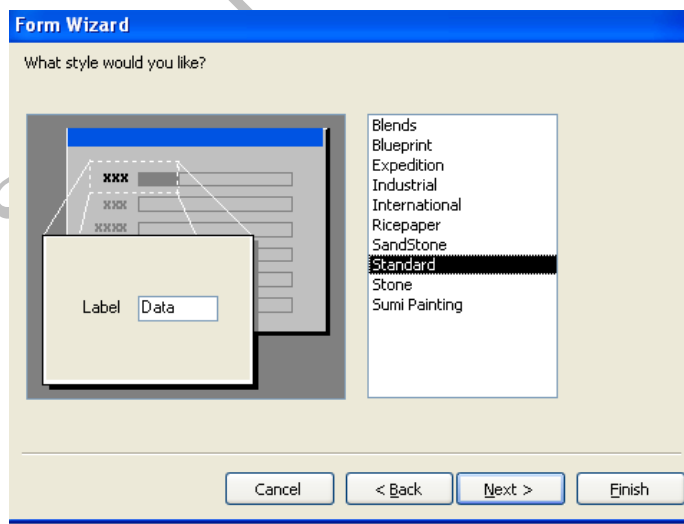 Form Wizard
What style would you like?
xxx
xxx
xxxx
Label Data
Blends
Blueprint
Expedition
Industrial
International
Ricepaper
SandStone
Standard
Stone
Sumi Painting
Cancel < Back Next > Finish